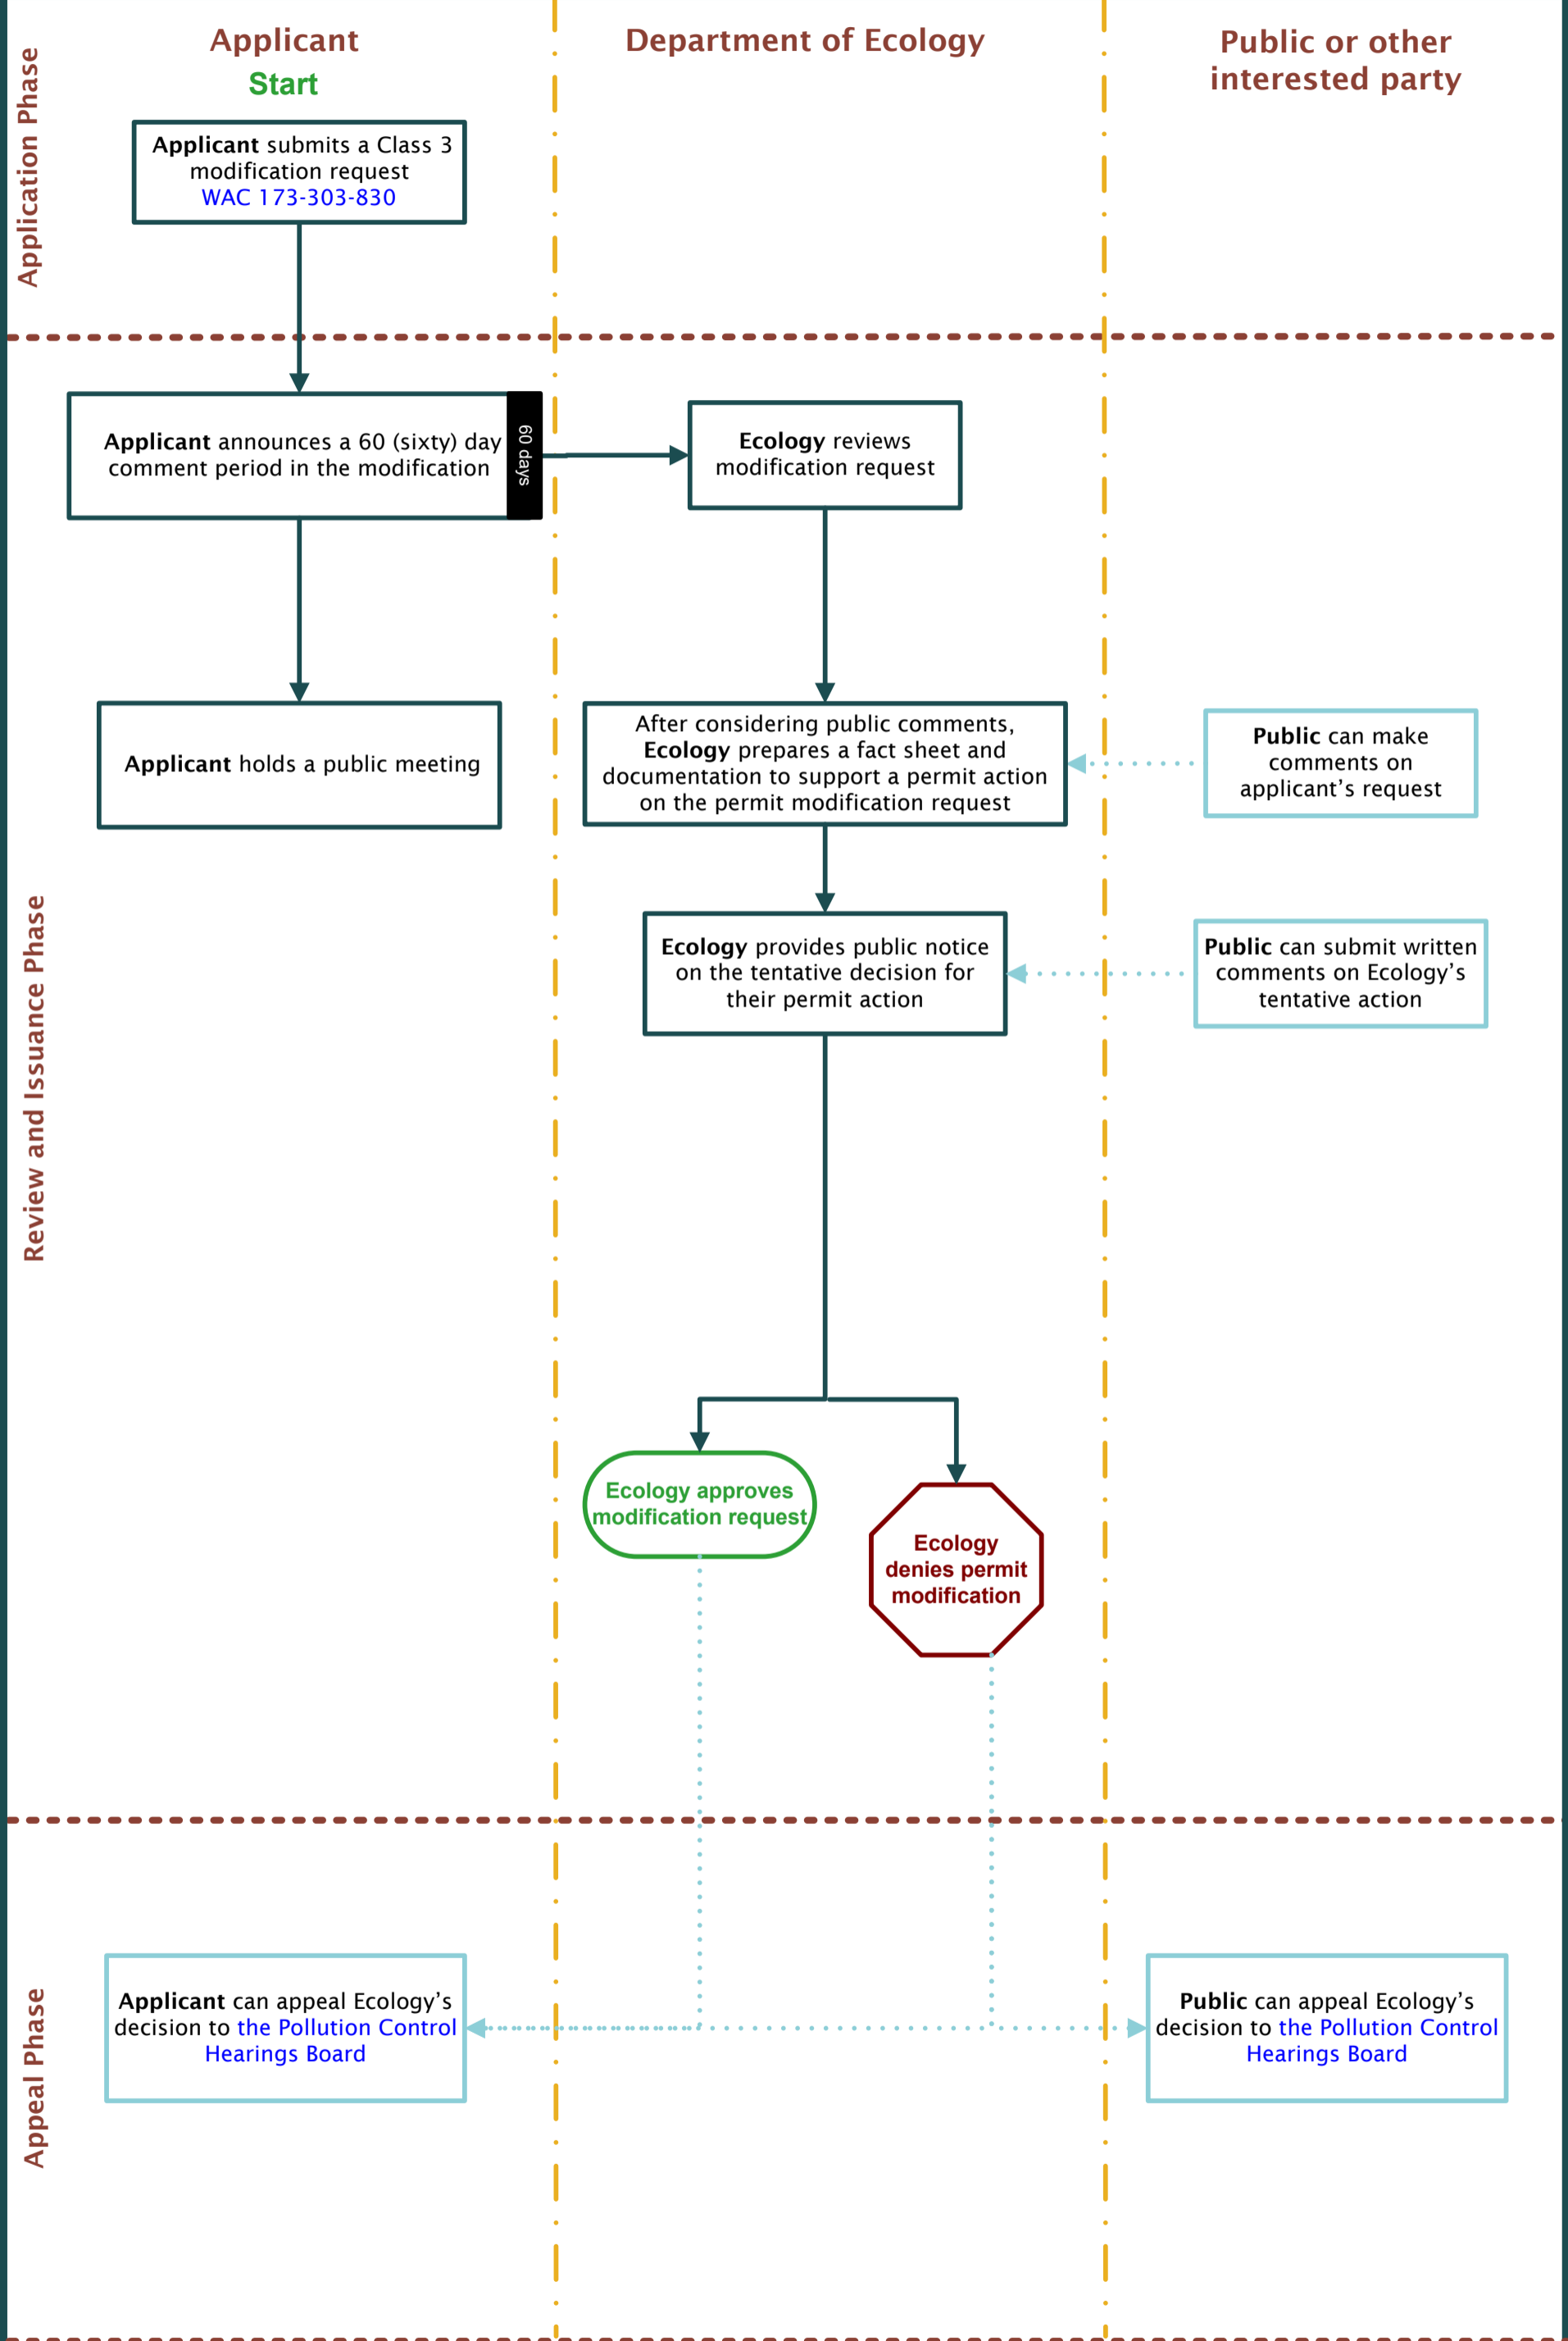 Applicant
Start
Department of Ecology
Public or other
interested party
Application Phase
Applicant submits a Class 3
modification request
WAC 173-303-830
Review and Issuance Phase
Applicant announces a 60 (sixty) day
comment period in the modification
60 days
Ecology reviews
modification request
Applicant holds a public meeting
After considering public comments,
Ecology prepares a fact sheet and
documentation to support a permit action
on the permit modification request
Public can make
comments on
applicant’s request
Ecology provides public notice
on the tentative decision for
their permit action
Public can submit written
comments on Ecology’s
tentative action
Ecology approves
modification request
Ecology
denies permit
modification
Appeal Phase
Applicant can appeal Ecology’s
decision to the Pollution Control
Hearings Board
Public can appeal Ecology’s
decision to the Pollution Control
Hearings Board